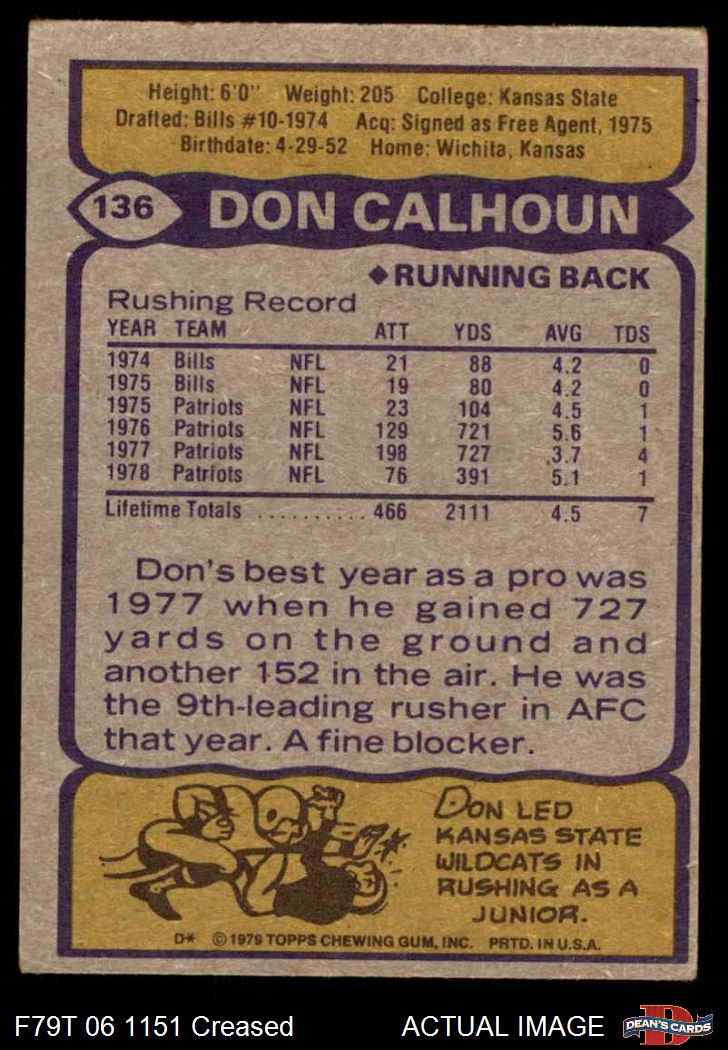 Height: 6'0" Weight: 205 College: Kansas State
Drafted: Bills #10-1974 Acq: Signed as Free Agent, 1975
Birthdate: 4-29-52 Home: Wichita, Kansas
136 DON CALHOUN
◆RUNNING BACK
Rushing Record
YEAR TEAM ATT YDS AVG TDS
1974 Bills NFL 21 88 4.2 0
1975 Bills NFL 19 80 4.2 0
1975 Patriots NFL 23 104 4.5 1
1976 Patriots NFL 129 721 5.6 1
1977 Patriots NFL 198 727 3.7 4
1978 Patriots NFL 76 391 5.1 1
Lifetime Totals .......... 466 2111 4.5 7
Don's best year as a pro was
1977 when he gained 727
yards on the ground and
another 152 in the air. He was
the 9th-leading rusher in AFC
that year. A fine blocker.
DON LED
KANSAS STATE
WILDCATS IN
RUSHING AS A
JUNIOR.
D* © 1979 TOPPS CHEWING GUM, INC. PRTD. IN U.S.A.
F79T 06 1151 Creased ACTUAL IMAGE D DEAN'S CARDS